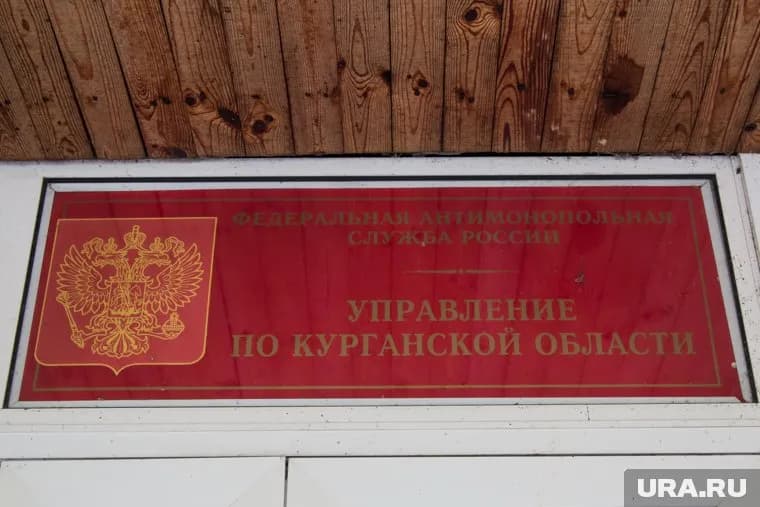 ФЕДЕРАЛЬНАЯ АНТИМОНОПОЛЬНАЯ
СЛУЖБА РОССИИ
УПРАВЛЕНИЕ
ПО КУРГАНСКОЙ ОБЛАСТИ
URA.RU